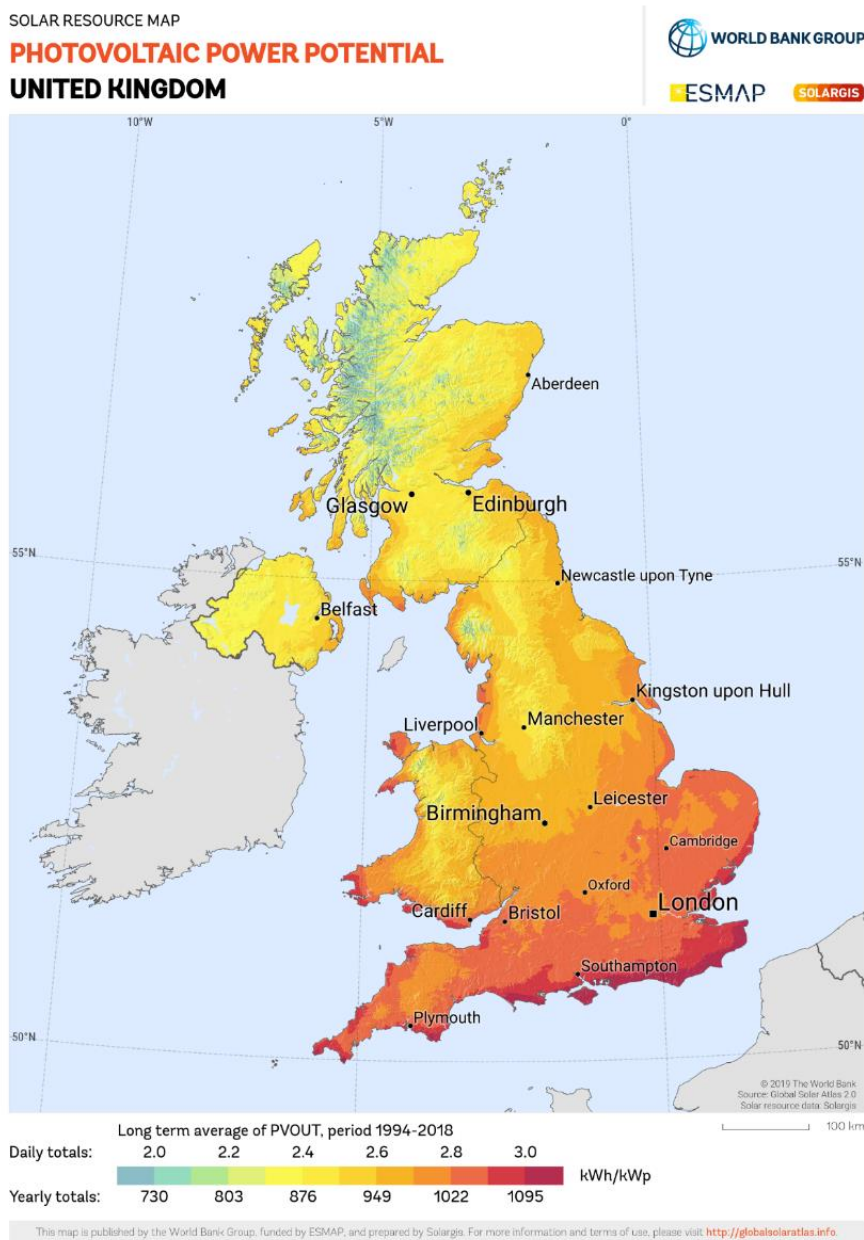 SOLAR RESOURCE MAP
PHOTOVOLTAIC POWER POTENTIAL
UNITED KINGDOM
WORLD BANK GROUP
ESMAP
SOLARGIS
10°W 5°W 0°
Aberdeen
Glasgow
Edinburgh
55°N
55°N
Newcastle upon Tyne
Belfast
Kingston upon Hull
Liverpool
Manchester
Leicester
Birmingham
Cambridge
Oxford
London
Cardiff
Bristol
Southampton
Plymouth
50°N
50°N
© 2019 The World Bank
Source: Global Solar Atlas 2.0
Solar resource data: Solargis
100 km
Long term average of PVOUT, period 1994-2018
Daily totals: 2.0 2.2 2.4 2.6 2.8 3.0
kWh/kWp
Yearly totals: 730 803 876 949 1022 1095
This map is published by the World Bank Group, funded by ESMAP, and prepared by Solargis. For more information and terms of use, please visit http://globalsolaratlas.info.